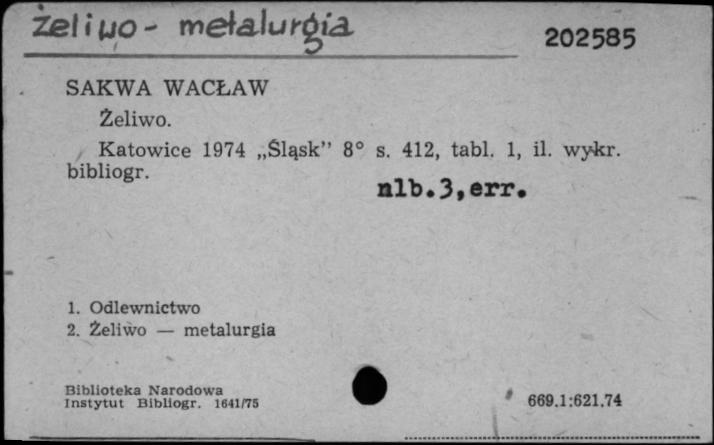 żeliwo - metalurgia
202585
SAKWA WACŁAW
Żeliwo.
Katowice 1974 „Śląsk” 8° s. 412, tabl. 1, il. wykr.
bibliogr.
nlb.3,err.
1. Odlewnictwo
2. Żeliwo — metalurgia
Biblioteka Narodowa
Instytut Bibliogr. 1641/75
669.1:621.74